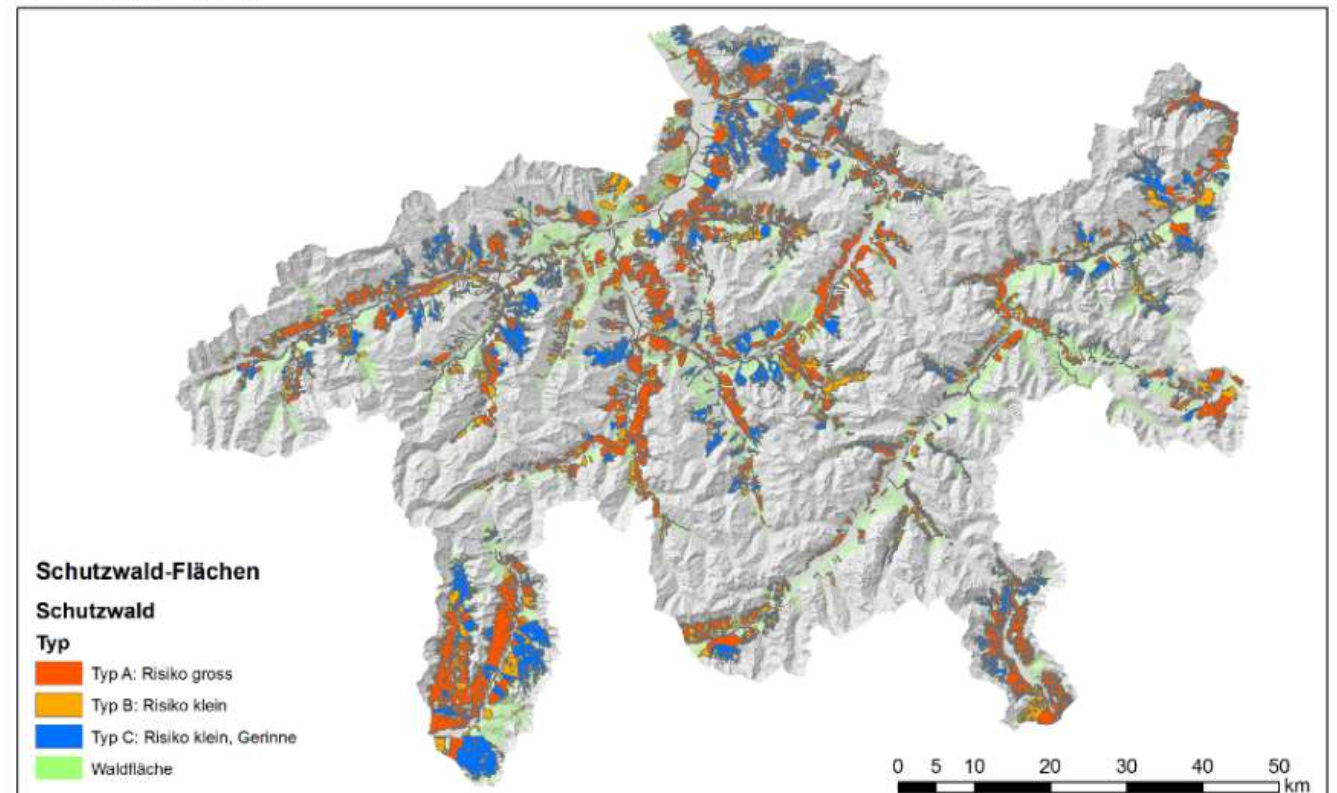 Schutzwald-Flächen
Schutzwald
Typ
Typ A: Risiko gross
Typ B: Risiko klein
Typ C: Risiko klein, Gerinne
Waldfläche
0 5 10 20 30 40 50
km